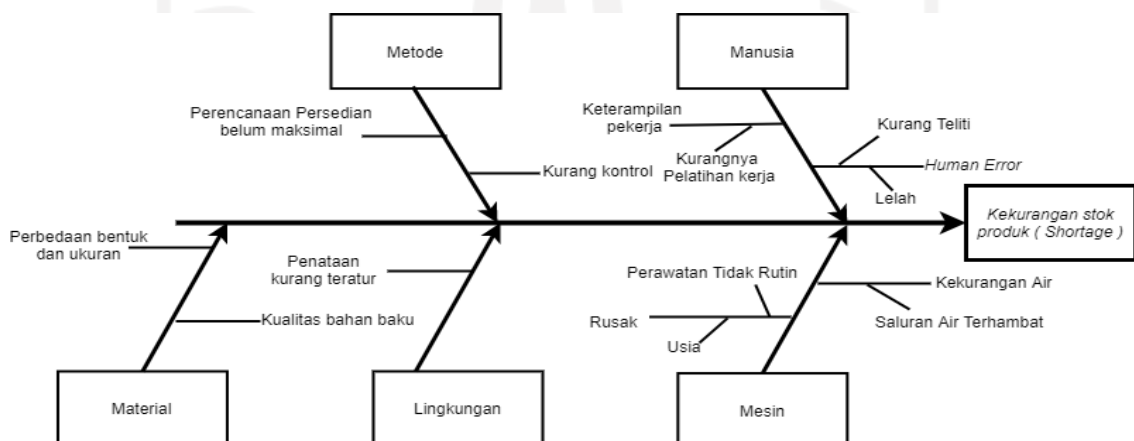 Metode
Manusia
Perencanaan Persedian
belum maksimal
Kurang kontrol
Keterampilan
pekerja
Kurangnya
Pelatihan kerja
Kurang Teliti
Human Error
Lelah
Kekurangan stok
produk ( Shortage )
Perbedaan bentuk
dan ukuran
Kualitas bahan baku
Penataan
kurang teratur
Perawatan Tidak Rutin
Rusak
Usia
Kekurangan Air
Saluran Air Terhambat
Material
Lingkungan
Mesin